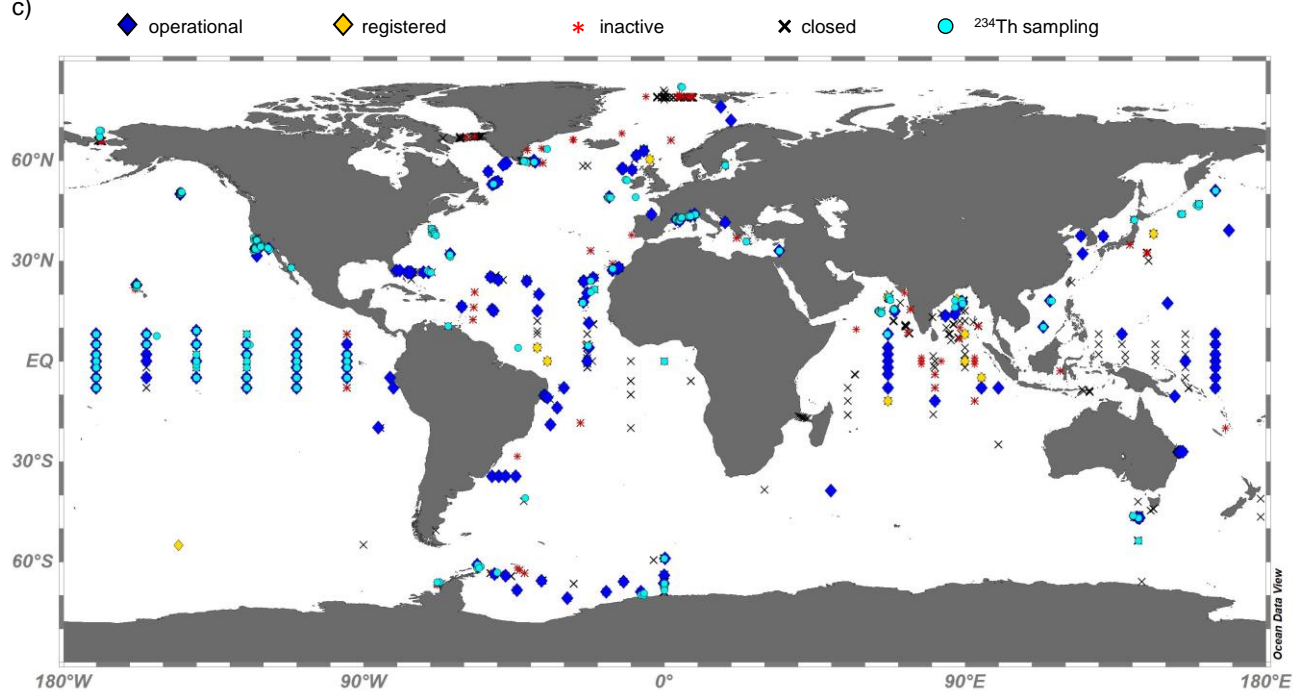 c)
operational registered inactive closed ²³⁴Th sampling
60°N
30°N
EQ
30°S
60°S
Ocean Data View
180°W 90°W 0° 90°E 180°E